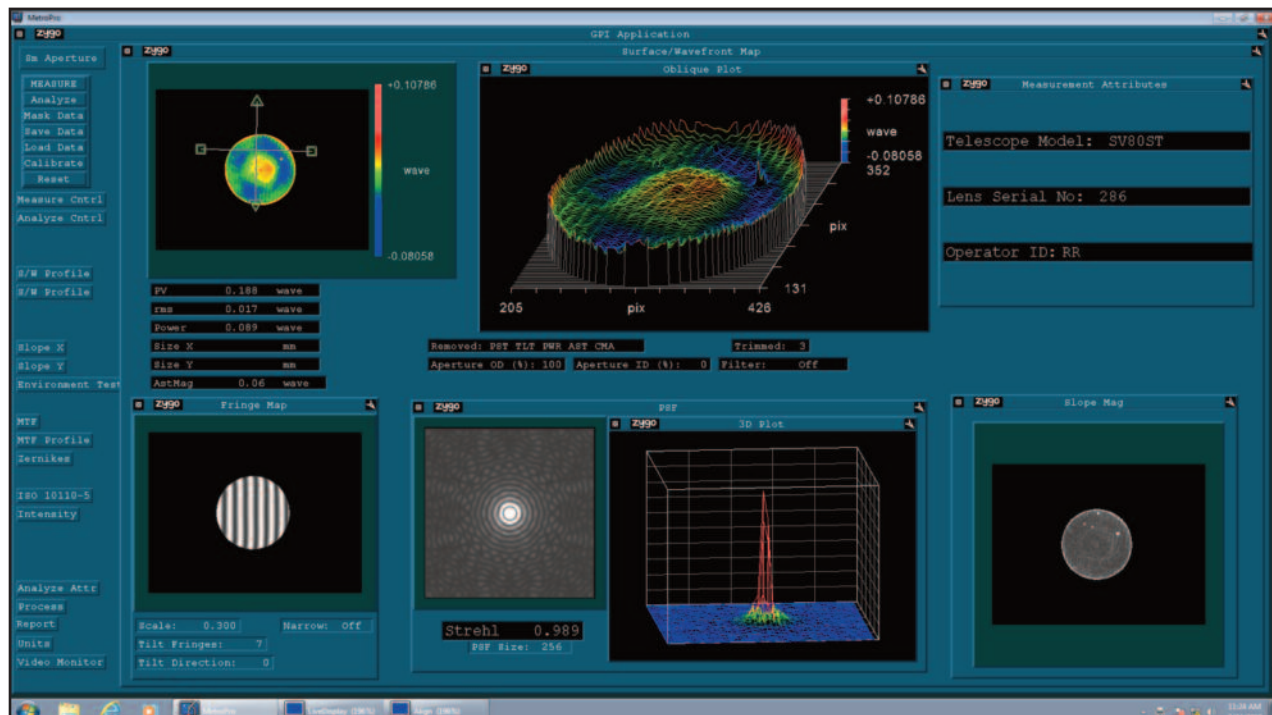 MetroPro
zygo GPI Application
Sm Aperture
MEASURE
Analyze
Mask Data
Save Data
Load Data
Calibrate
Reset
Measure Cntrl
Analyze Cntrl
S/W Profile
S/W Profile
Slope X
Slope Y
Environment Test
MTF
MTF Profile
Zernikes
ISO 10110-5
Intensity
Analyze Attr
Process
Report
Units
Video Monitor
zygo Surface/Wavefront Map
+0.10786
wave
-0.08058
PV 0.188 wave
rms 0.017 wave
Power 0.089 wave
Size X mm
Size Y mm
AstMag 0.06 wave
zygo Oblique Plot
+0.10786
wave
-0.08058
352
pix
131
205 pix 426
Removed: PST TLT PWR AST CMA Trimmed: 3
Aperture OD (%): 100 Aperture ID (%): 0 Filter: Off
zygo Measurement Attributes
Telescope Model: SV80ST
Lens Serial No: 286
Operator ID: RR
zygo Fringe Map
Scale: 0.300 Narrow: Off
Tilt Fringes: 7
Tilt Direction: 0
zygo PSF
Strehl 0.989
PSF Size: 256
zygo 3D Plot
zygo Slope Mag
MetroPro
11:24 AM